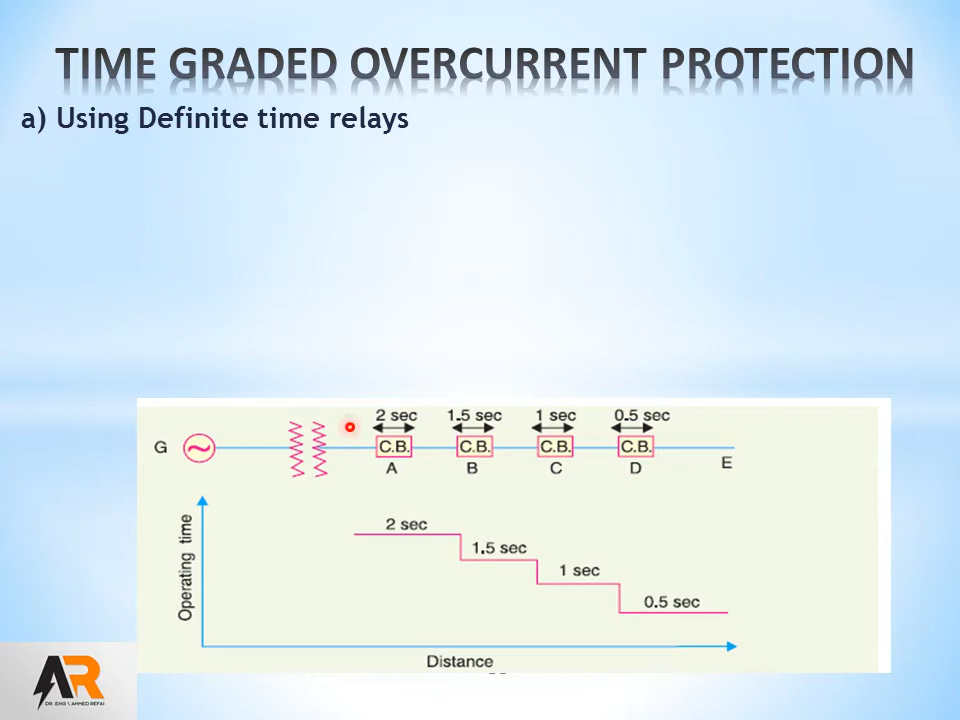 TIME GRADED OVERCURRENT PROTECTION
a) Using Definite time relays
2 sec 1.5 sec 1 sec 0.5 sec
G C.B. C.B. C.B. C.B.
A B C D E
2 sec
1.5 sec
1 sec
0.5 sec
Operating time
Distance
AR
DR .ENG \ AHMED REFAI